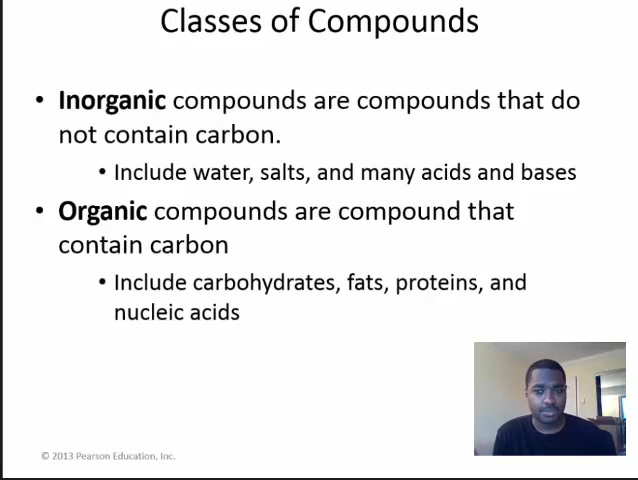 Classes of Compounds
• Inorganic compounds are compounds that do
not contain carbon.
• Include water, salts, and many acids and bases
• Organic compounds are compound that
contain carbon
• Include carbohydrates, fats, proteins, and
nucleic acids
© 2013 Pearson Education, Inc.